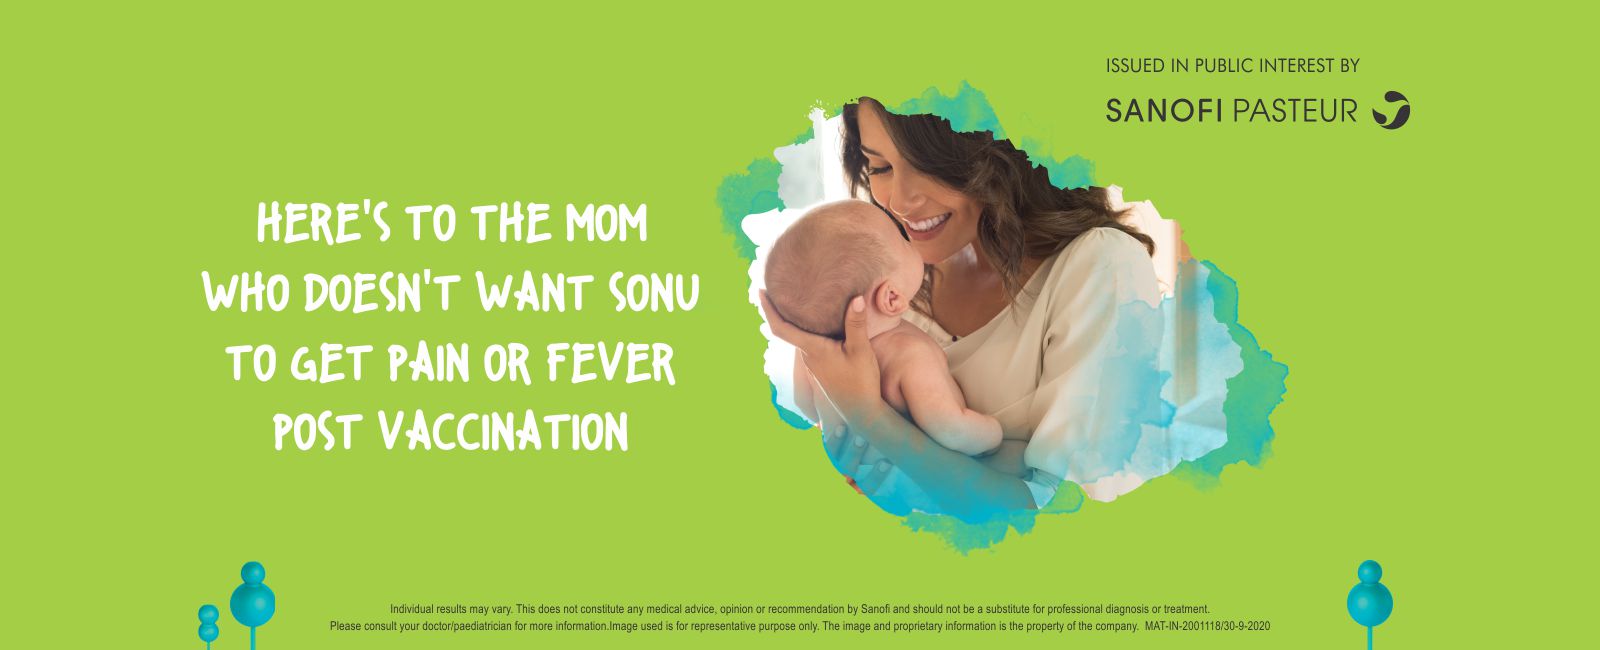 ISSUED IN PUBLIC INTEREST BY
SANOFI PASTEUR
HERE'S TO THE MOM
WHO DOESN'T WANT SONU
TO GET PAIN OR FEVER
POST VACCINATION
Individual results may vary. This does not constitute any medical advice, opinion or recommendation by Sanofi and should not be a substitute for professional diagnosis or treatment.
Please consult your doctor/paediatrician for more information.Image used is for representative purpose only. The image and proprietary information is the property of the company. MAT-IN-2001118/30-9-2020